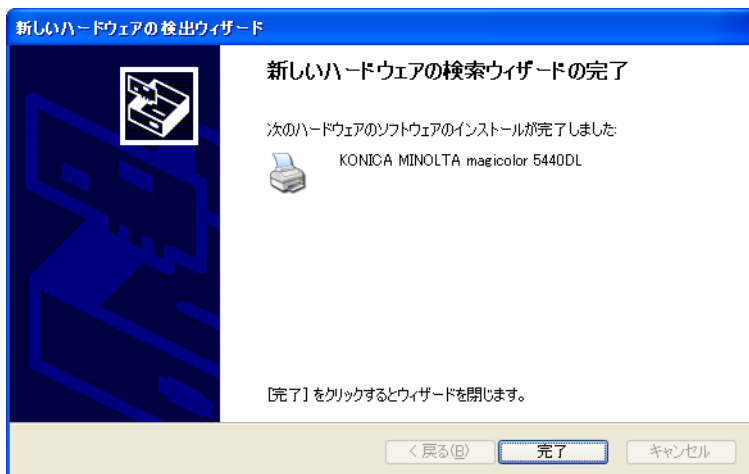 新しいハードウェアの検出ウィザード
新しいハードウェアの検索ウィザードの完了
次のハードウェアのソフトウェアのインストールが完了しました:
KONICA MINOLTA magicolor 5440DL
[完了] をクリックするとウィザードを閉じます。
< 戻る(B) 完了 キャンセル